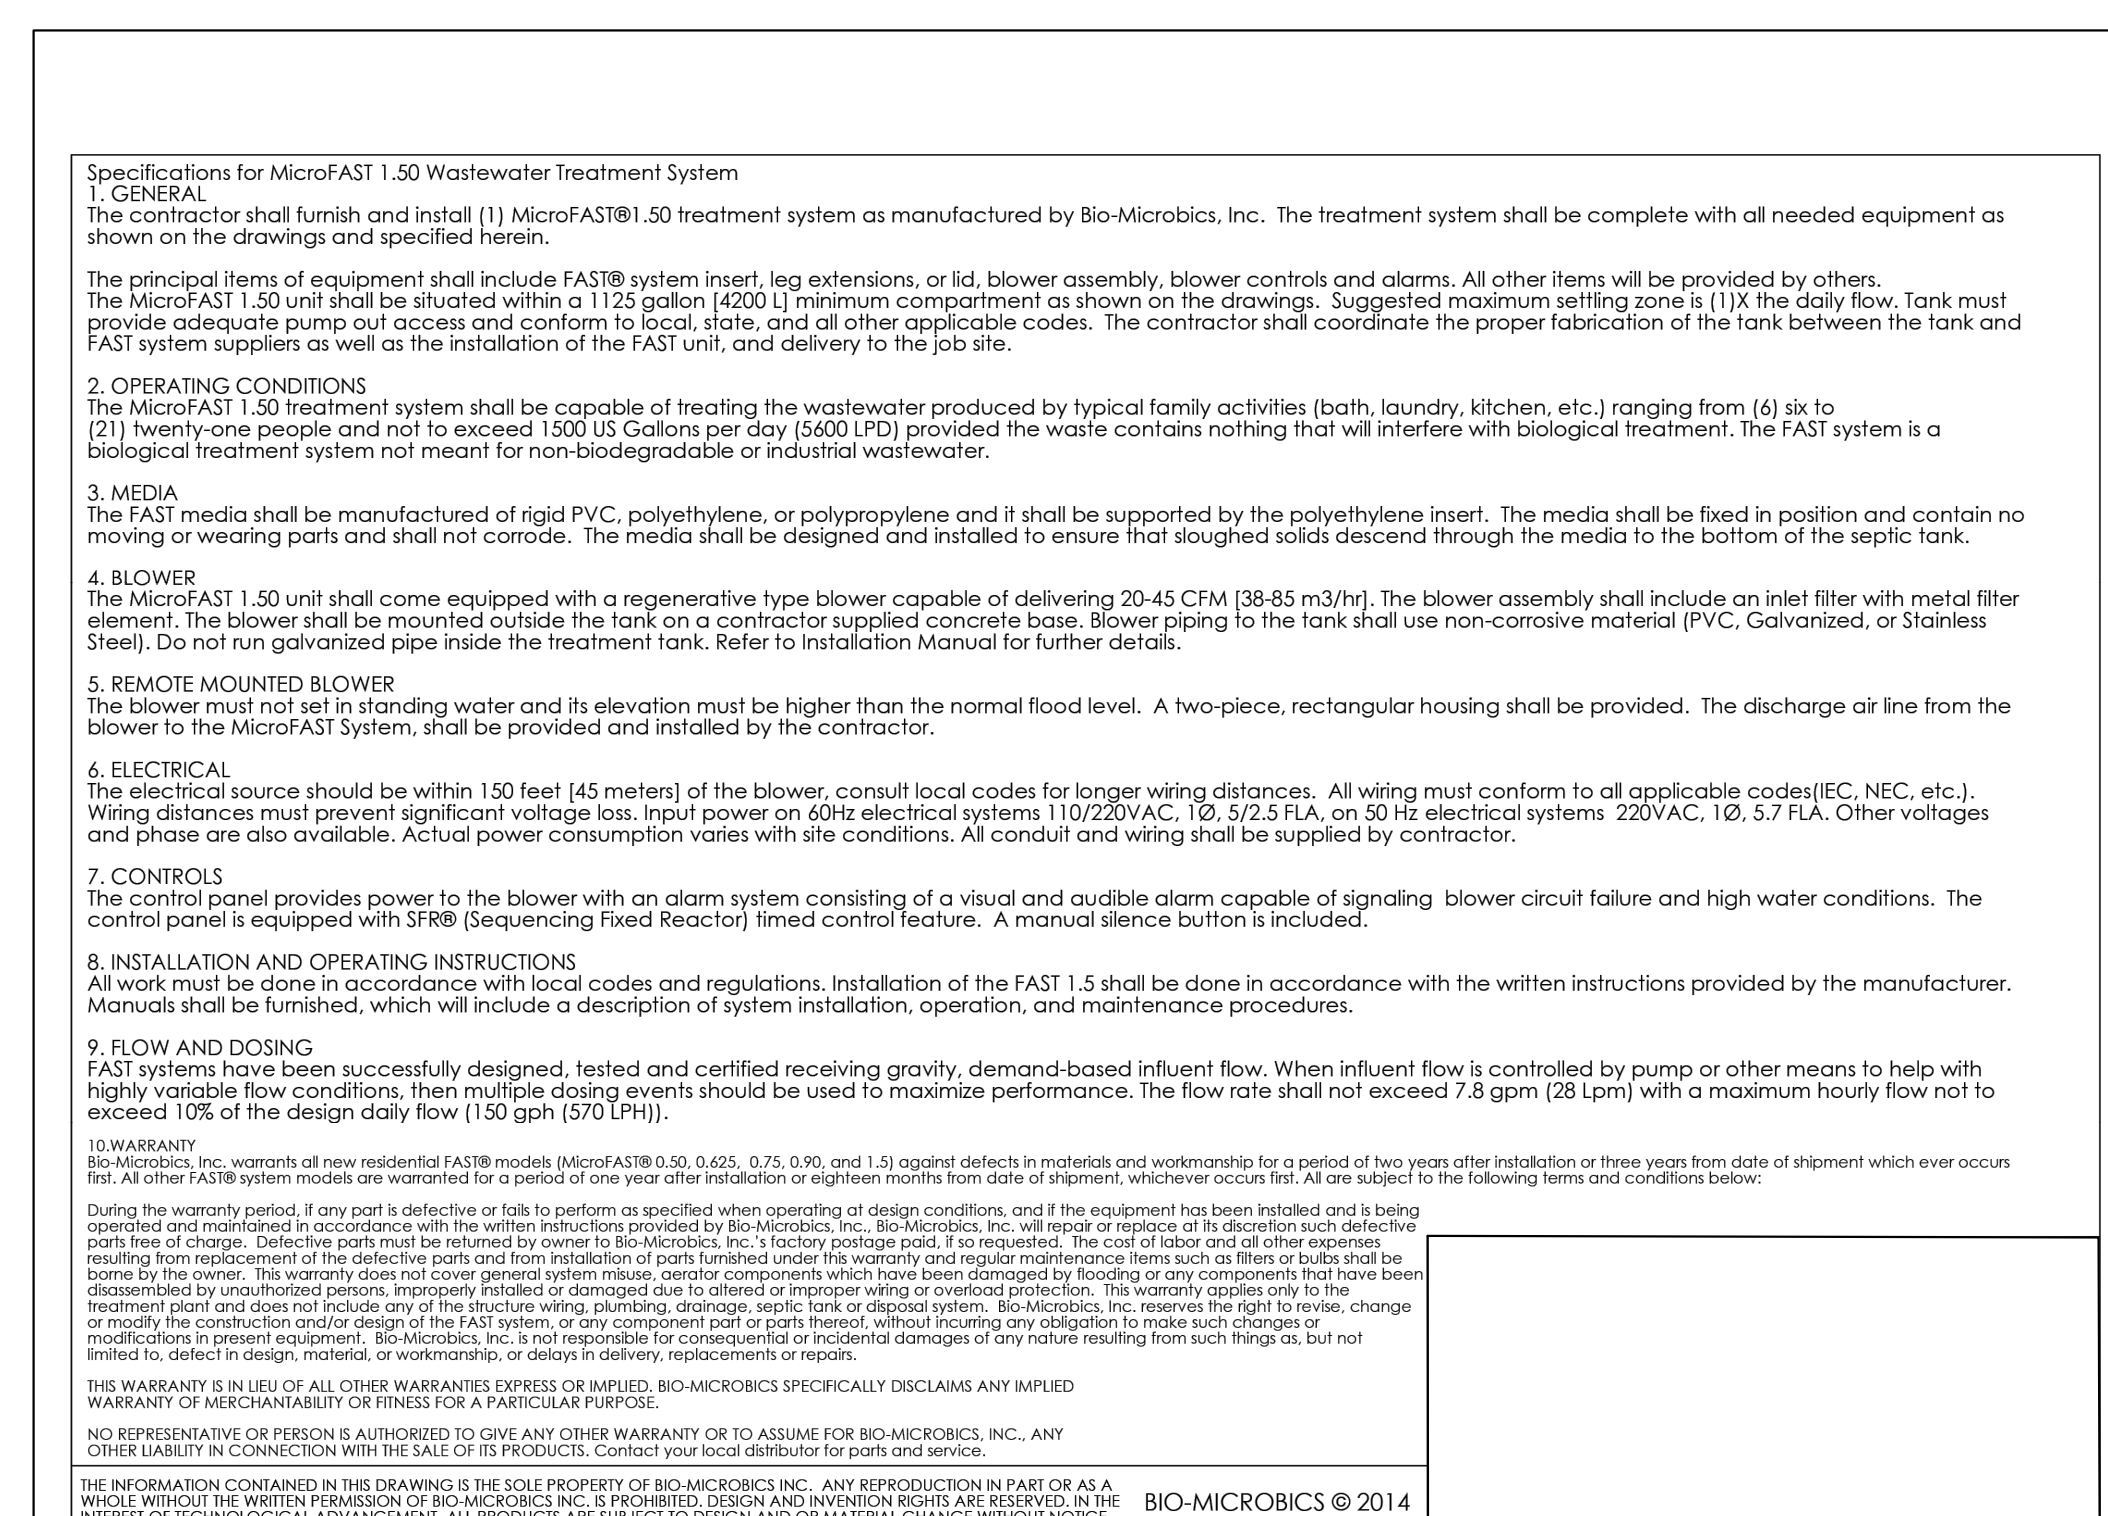 Specifications for MicroFAST 1.50 Wastewater Treatment System
1. GENERAL
The contractor shall furnish and install (1) MicroFAST®1.50 treatment system as manufactured by Bio-Microbics, Inc.  The treatment system shall be complete with all needed equipment as
shown on the drawings and specified herein.
The principal items of equipment shall include FAST® system insert, leg extensions, or lid, blower assembly, blower controls and alarms. All other items will be provided by others.
The MicroFAST 1.50 unit shall be situated within a 1125 gallon [4200 L] minimum compartment as shown on the drawings.  Suggested maximum settling zone is (1)X the daily flow. Tank must
provide adequate pump out access and conform to local, state, and all other applicable codes.  The contractor shall coordinate the proper fabrication of the tank between the tank and
FAST system suppliers as well as the installation of the FAST unit, and delivery to the job site.
2. OPERATING CONDITIONS
The MicroFAST 1.50 treatment system shall be capable of treating the wastewater produced by typical family activities (bath, laundry, kitchen, etc.) ranging from (6) six to
(21) twenty-one people and not to exceed 1500 US Gallons per day (5600 LPD) provided the waste contains nothing that will interfere with biological treatment. The FAST system is a
biological treatment system not meant for non-biodegradable or industrial wastewater.
3. MEDIA
The FAST media shall be manufactured of rigid PVC, polyethylene, or polypropylene and it shall be supported by the polyethylene insert.  The media shall be fixed in position and contain no
moving or wearing parts and shall not corrode.  The media shall be designed and installed to ensure that sloughed solids descend through the media to the bottom of the septic tank.
4. BLOWER
The MicroFAST 1.50 unit shall come equipped with a regenerative type blower capable of delivering 20-45 CFM [38-85 m3/hr]. The blower assembly shall include an inlet filter with metal filter
element. The blower shall be mounted outside the tank on a contractor supplied concrete base. Blower piping to the tank shall use non-corrosive material (PVC, Galvanized, or Stainless
Steel). Do not run galvanized pipe inside the treatment tank. Refer to Installation Manual for further details.
5. REMOTE MOUNTED BLOWER
The blower must not set in standing water and its elevation must be higher than the normal flood level.  A two-piece, rectangular housing shall be provided.  The discharge air line from the
blower to the MicroFAST System, shall be provided and installed by the contractor.
6. ELECTRICAL
The electrical source should be within 150 feet [45 meters] of the blower, consult local codes for longer wiring distances.  All wiring must conform to all applicable codes(IEC, NEC, etc.).
Wiring distances must prevent significant voltage loss. Input power on 60Hz electrical systems 110/220VAC, 1Ø, 5/2.5 FLA, on 50 Hz electrical systems  220VAC, 1Ø, 5.7 FLA. Other voltages
and phase are also available. Actual power consumption varies with site conditions. All conduit and wiring shall be supplied by contractor.
7. CONTROLS
The control panel provides power to the blower with an alarm system consisting of a visual and audible alarm capable of signaling  blower circuit failure and high water conditions.  The
control panel is equipped with SFR® (Sequencing Fixed Reactor) timed control feature.  A manual silence button is included.
8. INSTALLATION AND OPERATING INSTRUCTIONS
All work must be done in accordance with local codes and regulations. Installation of the FAST 1.5 shall be done in accordance with the written instructions provided by the manufacturer.
Manuals shall be furnished, which will include a description of system installation, operation, and maintenance procedures.
9. FLOW AND DOSING
FAST systems have been successfully designed, tested and certified receiving gravity, demand-based influent flow. When influent flow is controlled by pump or other means to help with
highly variable flow conditions, then multiple dosing events should be used to maximize performance. The flow rate shall not exceed 7.8 gpm (28 Lpm) with a maximum hourly flow not to
exceed 10% of the design daily flow (150 gph (570 LPH)).
10.WARRANTY
Bio-Microbics, Inc. warrants all new residential FAST® models (MicroFAST® 0.50, 0.625,  0.75, 0.90, and 1.5) against defects in materials and workmanship for a period of two years after installation or three years from date of shipment which ever occurs
first. All other FAST® system models are warranted for a period of one year after installation or eighteen months from date of shipment, whichever occurs first. All are subject to the following terms and conditions below:
During the warranty period, if any part is defective or fails to perform as specified when operating at design conditions, and if the equipment has been installed and is being
operated and maintained in accordance with the written instructions provided by Bio-Microbics, Inc., Bio-Microbics, Inc. will repair or replace at its discretion such defective
parts free of charge.  Defective parts must be returned by owner to Bio-Microbics, Inc.'s factory postage paid, if so requested.  The cost of labor and all other expenses
resulting from replacement of the defective parts and from installation of parts furnished under this warranty and regular maintenance items such as filters or bulbs shall be
borne by the owner.  This warranty does not cover general system misuse, aerator components which have been damaged by flooding or any components that have been
disassembled by unauthorized persons, improperly installed or damaged due to altered or improper wiring or overload protection.  This warranty applies only to the
treatment plant and does not include any of the structure wiring, plumbing, drainage, septic tank or disposal system.  Bio-Microbics, Inc. reserves the right to revise, change
or modify the construction and/or design of the FAST system, or any component part or parts thereof, without incurring any obligation to make such changes or
modifications in present equipment.  Bio-Microbics, Inc. is not responsible for consequential or incidental damages of any nature resulting from such things as, but not
limited to, defect in design, material, or workmanship, or delays in delivery, replacements or repairs.
THIS WARRANTY IS IN LIEU OF ALL OTHER WARRANTIES EXPRESS OR IMPLIED. BIO-MICROBICS SPECIFICALLY DISCLAIMS ANY IMPLIED
WARRANTY OF MERCHANTABILITY OR FITNESS FOR A PARTICULAR PURPOSE.
NO REPRESENTATIVE OR PERSON IS AUTHORIZED TO GIVE ANY OTHER WARRANTY OR TO ASSUME FOR BIO-MICROBICS, INC., ANY
OTHER LIABILITY IN CONNECTION WITH THE SALE OF ITS PRODUCTS. Contact your local distributor for parts and service.
THE INFORMATION CONTAINED IN THIS DRAWING IS THE SOLE PROPERTY OF BIO-MICROBICS INC.  ANY REPRODUCTION IN PART OR AS A
WHOLE WITHOUT THE WRITTEN PERMISSION OF BIO-MICROBICS INC. IS PROHIBITED. DESIGN AND INVENTION RIGHTS ARE RESERVED. IN THE
INTEREST OF TECHNOLOGICAL ADVANCEMENT, ALL PRODUCTS ARE SUBJECT TO DESIGN AND OR MATERIAL CHANGE WITHOUT NOTICE
BIO-MICROBICS © 2014